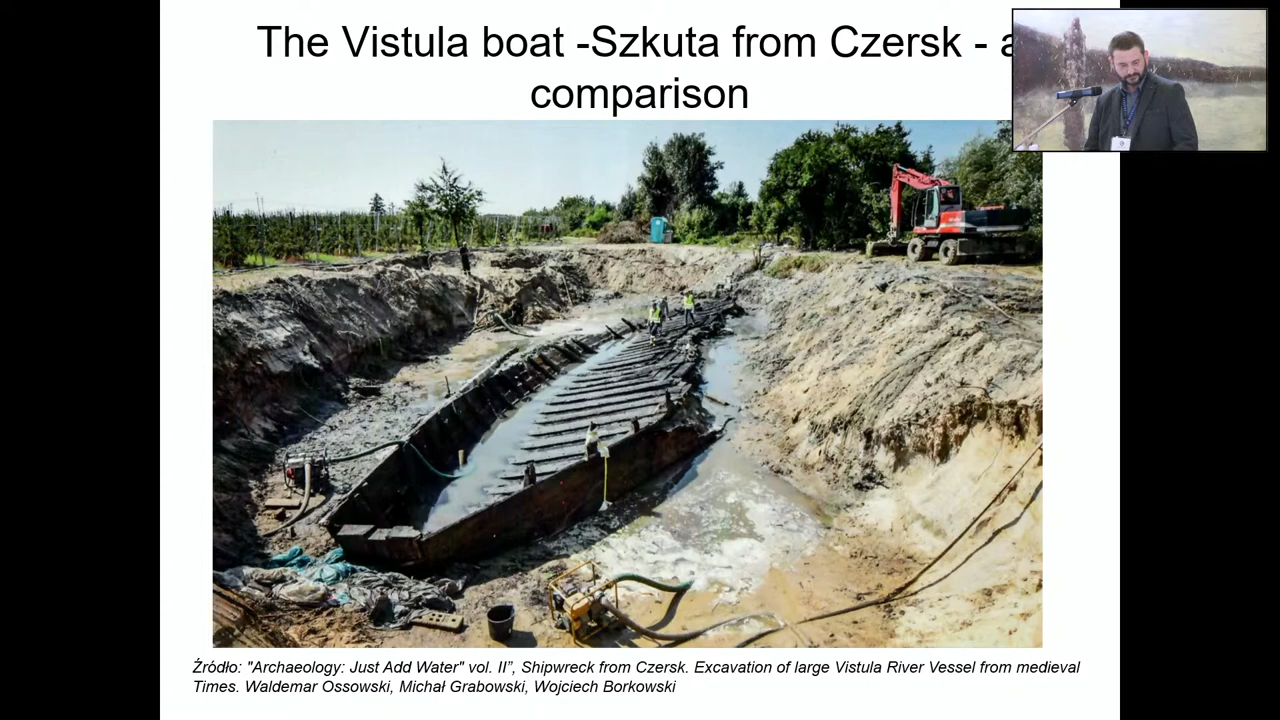 The Vistula boat -Szkuta from Czersk - a
comparison
Źródło: "Archaeology: Just Add Water" vol. II”, Shipwreck from Czersk. Excavation of large Vistula River Vessel from medieval
Times. Waldemar Ossowski, Michał Grabowski, Wojciech Borkowski